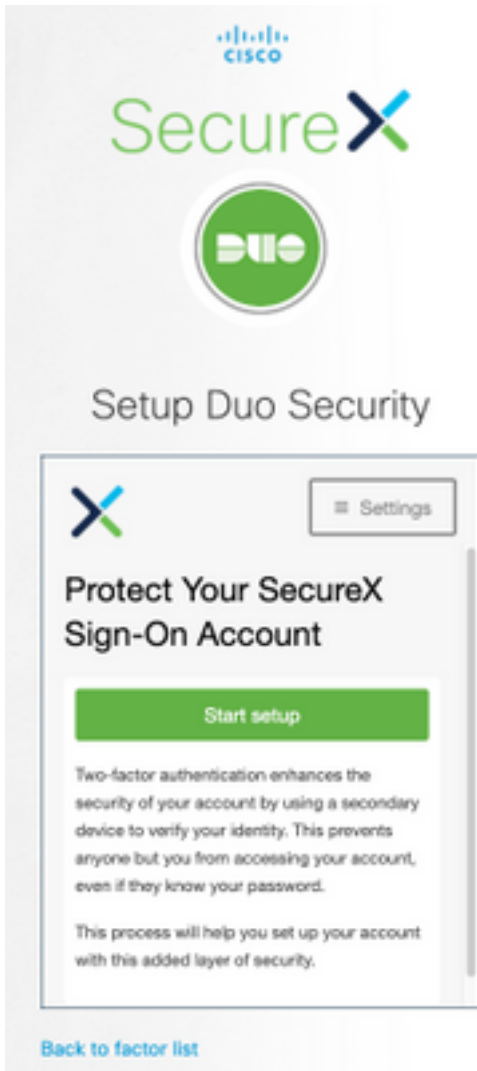 CISCO
SecureX
DUO
Setup Duo Security
Settings
Protect Your SecureX
Sign-On Account
Start setup
Two-factor authentication enhances the
security of your account by using a secondary
device to verify your identity. This prevents
anyone but you from accessing your account,
even if they know your password.
This process will help you set up your account
with this added layer of security.
Back to factor list